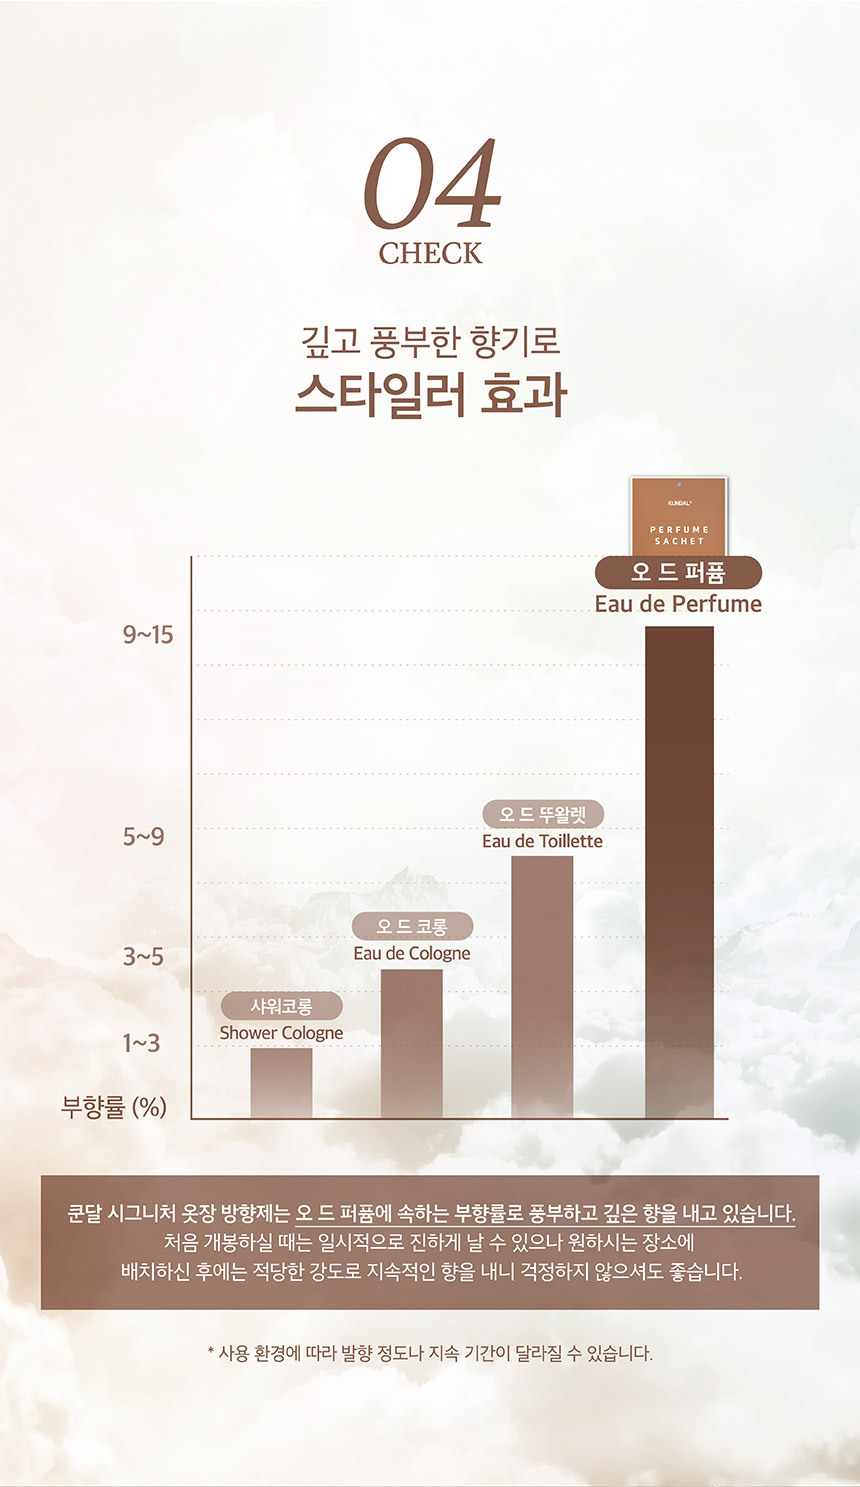 04
CHECK
깊고 풍부한 향기로
스타일러 효과
KUNDAL
PERFUME
SACHET
오 드 퍼퓸
Eau de Perfume
9~15
오 드 뚜왈렛
Eau de Toillette
5~9
오 드 코롱
Eau de Cologne
3~5
샤워코롱
Shower Cologne
1~3
부향률 (%)
쿤달 시그니처 옷장 방향제는 오 드 퍼퓸에 속하는 부향률로 풍부하고 깊은 향을 내고 있습니다.
처음 개봉하실 때는 일시적으로 진하게 날 수 있으나 원하시는 장소에
배치하신 후에는 적당한 강도로 지속적인 향을 내니 걱정하지 않으셔도 좋습니다.
* 사용 환경에 따라 발향 정도나 지속 기간이 달라질 수 있습니다.